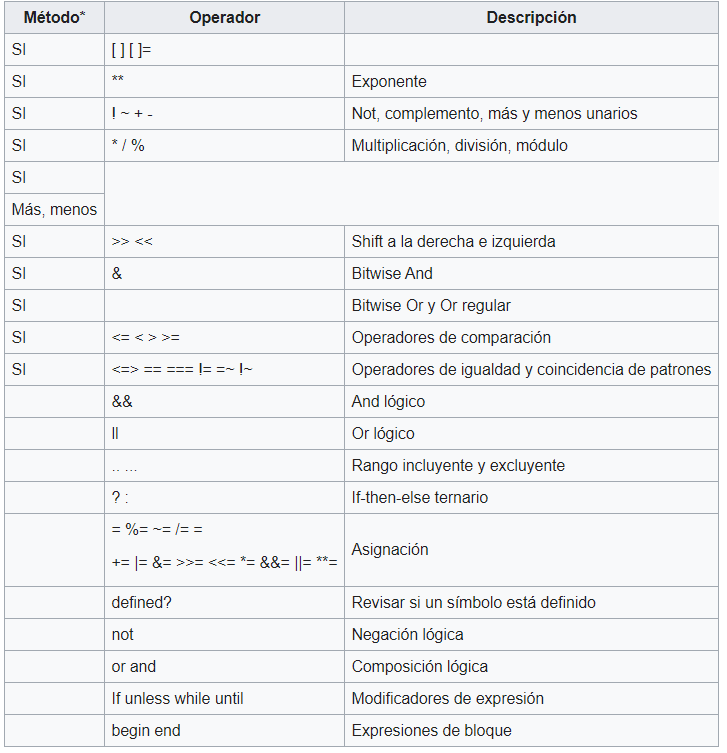 Método* Operador Descripción
SI [ ] [ ]=
SI ** Exponente
SI ! ~ + - Not, complemento, más y menos unarios
SI * / % Multiplicación, división, módulo
SI
Más, menos
SI >> << Shift a la derecha e izquierda
SI & Bitwise And
SI Bitwise Or y Or regular
SI <= < > >= Operadores de comparación
SI <=> == === != =~ !~ Operadores de igualdad y coincidencia de patrones
&& And lógico
ll Or lógico
.. ... Rango incluyente y excluyente
? : If-then-else ternario
= %= ~= /= =
+= |= &= >>= <<= *= &&= ||= **= Asignación
defined? Revisar si un símbolo está definido
not Negación lógica
or and Composición lógica
If unless while until Modificadores de expresión
begin end Expresiones de bloque